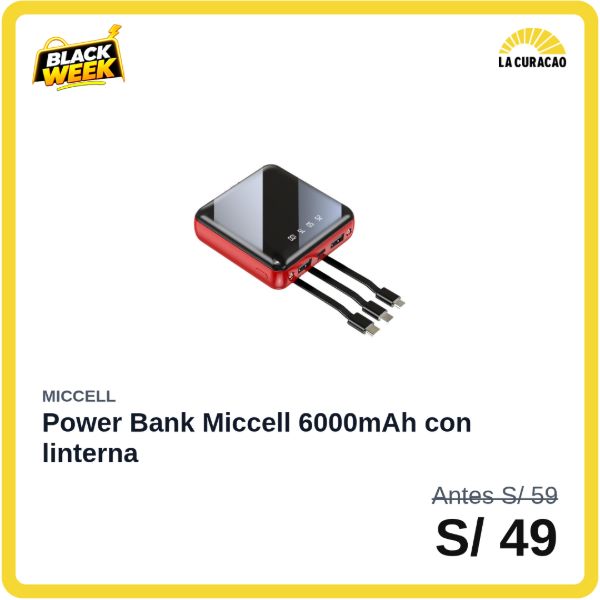 BLACK
WEEK
LA CURACAO
MICCELL
Power Bank Miccell 6000mAh con
linterna
Antes S/ 59
S/ 49